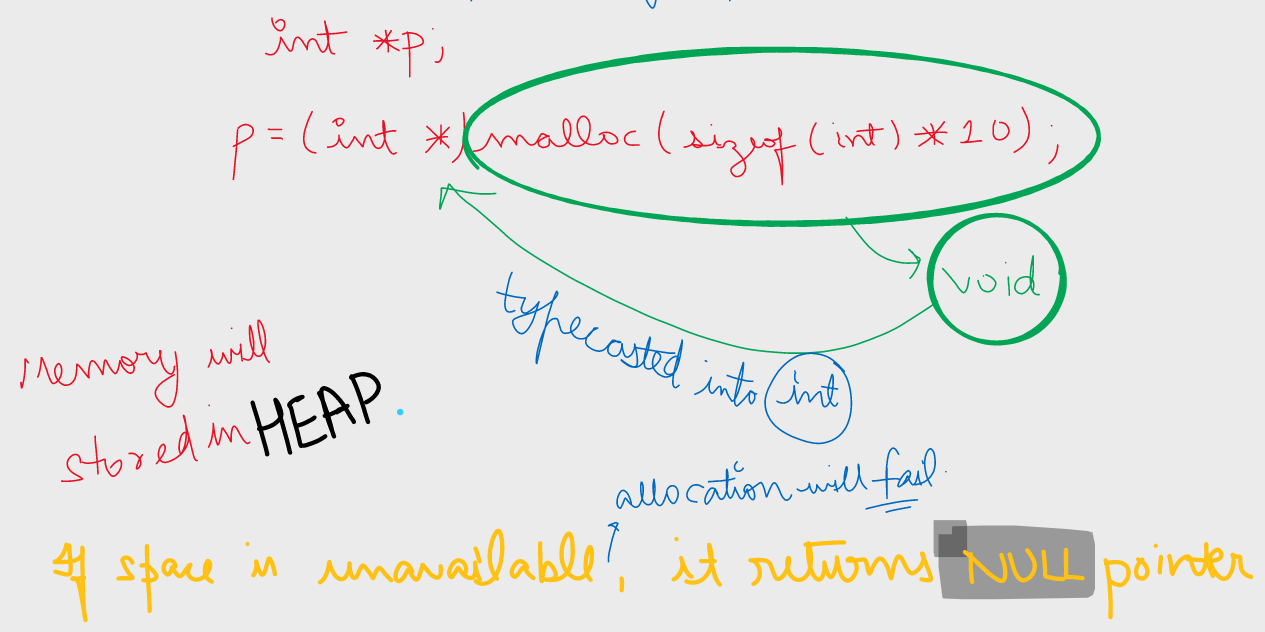 int *p;
p = (int *) malloc (sizeof (int) * 10);
void
typecasted into int
Memory will
stored in HEAP.
allocation will fail.
If space is unavailable, it returns NULL pointer